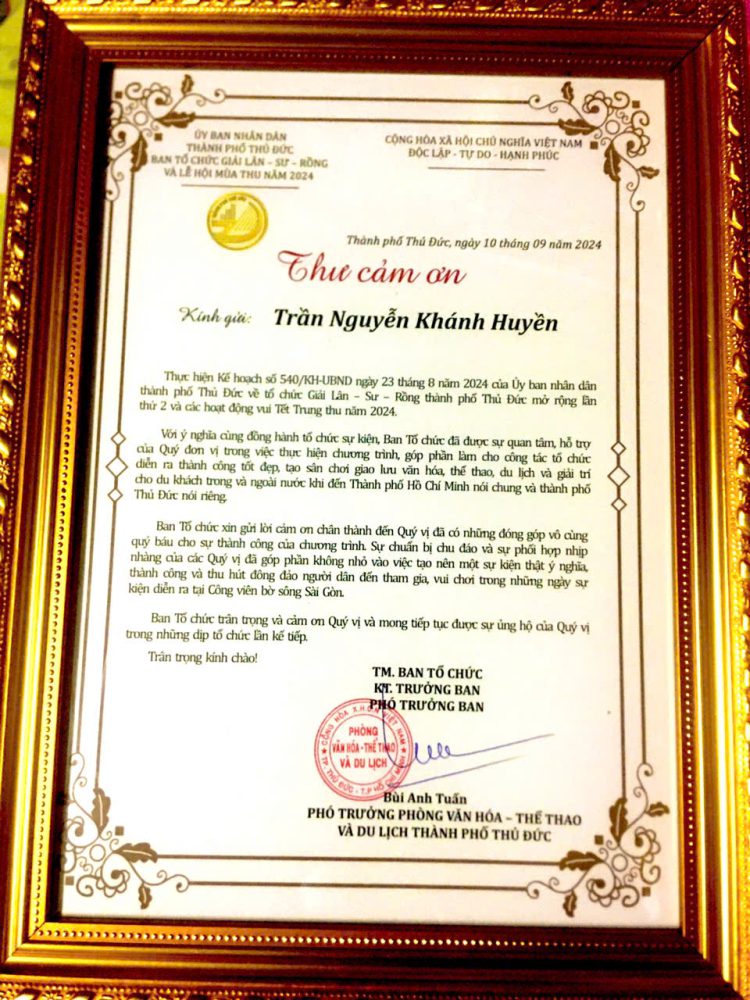 ỦY BAN NHÂN DÂN
THÀNH PHỐ THỦ ĐỨC
BAN TỔ CHỨC GIẢI LÂN – SƯ – RỒNG
VÀ LỄ HỘI MÙA THU NĂM 2024
CỘNG HÒA XÃ HỘI CHỦ NGHĨA VIỆT NAM
ĐỘC LẬP - TỰ DO - HẠNH PHÚC
Thành phố Thủ Đức, ngày 10 tháng 09 năm 2024
Thư cảm ơn
Kính gửi: Trần Nguyễn Khánh Huyền
Thực hiện Kế hoạch số 540/KH-UBND ngày 23 tháng 8 năm 2024 của Ủy ban nhân dân
thành phố Thủ Đức về tổ chức Giải Lân – Sư – Rồng thành phố Thủ Đức mở rộng lần
thứ 2 và các hoạt động vui Tết Trung thu năm 2024.
Với ý nghĩa cùng đồng hành tổ chức sự kiện, Ban Tổ chức đã được sự quan tâm, hỗ trợ
của Quý đơn vị trong việc thực hiện chương trình, góp phần làm cho công tác tổ chức
diễn ra thành công tốt đẹp, tạo sân chơi giao lưu văn hóa, thể thao, du lịch và giải trí
cho du khách trong và ngoài nước khi đến Thành phố Hồ Chí Minh nói chung và thành phố
Thủ Đức nói riêng.
Ban Tổ chức xin gửi lời cảm ơn chân thành đến Quý vị đã có những đóng góp vô cùng
quý báu cho sự thành công của chương trình. Sự chuẩn bị chu đáo và sự phối hợp nhịp
nhàng của các Quý vị đã góp phần không nhỏ vào việc tạo nên một sự kiện thật ý nghĩa,
thành công và thu hút đông đảo người dân đến tham gia, vui chơi trong những ngày sự
kiện diễn ra tại Công viên bờ sông Sài Gòn.
Ban Tổ chức trân trọng và cảm ơn Quý vị và mong tiếp tục được sự ủng hộ của Quý vị
trong những dịp tổ chức lần kế tiếp.
Trân trọng kính chào!
TM. BAN TỔ CHỨC
KT. TRƯỞNG BAN
PHÓ TRƯỞNG BAN
CỘNG HÒA X.H.C.N VIỆT NAM
PHÒNG
VĂN HÓA-THỂ THAO
VÀ DU LỊCH
TP. THỦ ĐỨC - T.P HỒ CHÍ MINH
Bùi Anh Tuấn
PHÓ TRƯỞNG PHÒNG VĂN HÓA – THỂ THAO
VÀ DU LỊCH THÀNH PHỐ THỦ ĐỨC